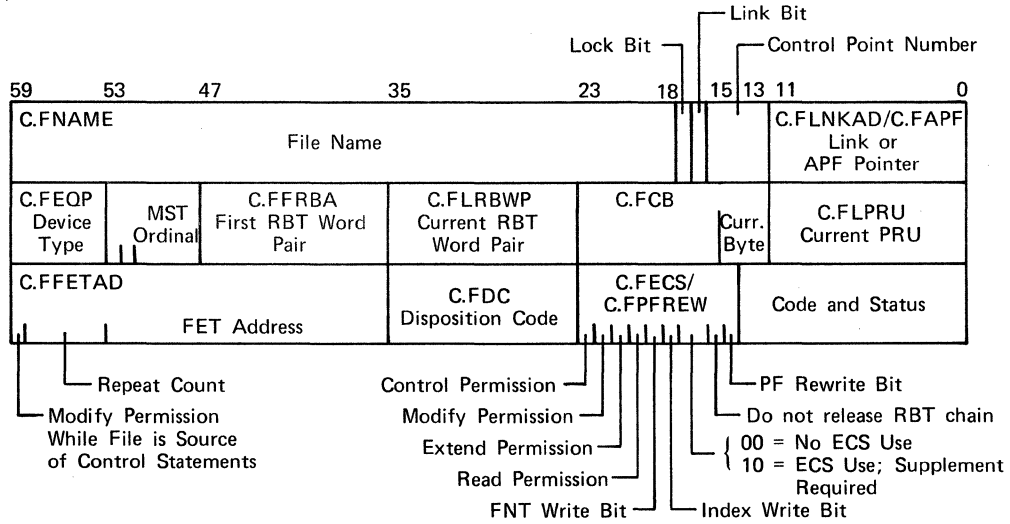 Link Bit
Lock Bit
Control Point Number
59 53 47 35 23 18 15 13 11 0
C.FNAME
File Name
C.FLNKAD/C.FAPF
Link or
APF Pointer
C.FEQP
Device
Type
MST
Ordinal
C.FFRBA
First RBT Word
Pair
C.FLRBWP
Current RBT
Word Pair
C.FCB
Curr.
Byte
C.FLPRU
Current PRU
C.FFETAD
FET Address
C.FDC
Disposition Code
C.FECS/
C.FPFREW
Code and Status
Repeat Count
Modify Permission
While File is Source
of Control Statements
Control Permission
Modify Permission
Extend Permission
Read Permission
FNT Write Bit
PF Rewrite Bit
Do not release RBT chain
00 = No ECS Use
10 = ECS Use; Supplement
Required
Index Write Bit